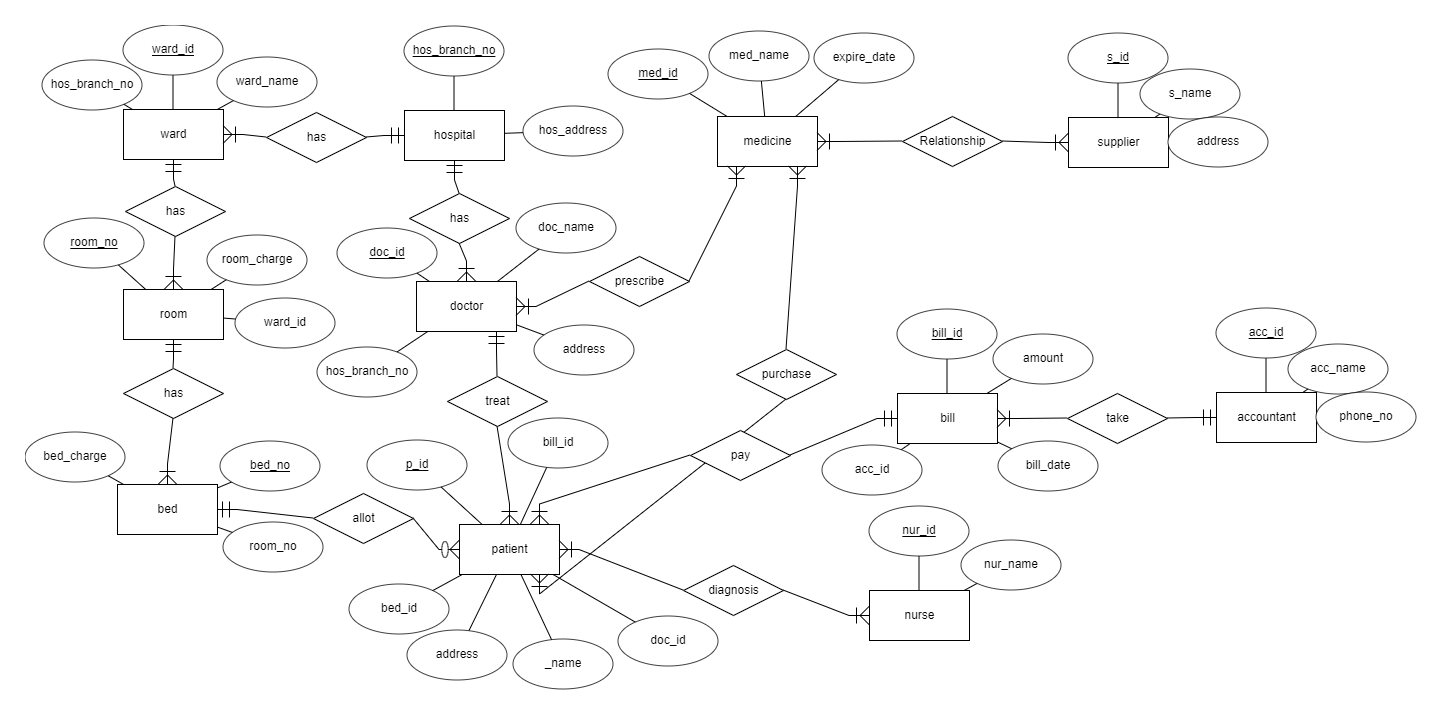 ward_id
hos_branch_no
ward_name
ward
has
hos_branch_no
hospital
hos_address
med_id
med_name
expire_date
medicine
Relationship
s_id
s_name
supplier
address
has
has
room_no
room_charge
room
ward_id
doc_id
doc_name
doctor
prescribe
hos_branch_no
address
has
treat
purchase
bill_id
amount
bill
acc_id
bill_date
take
acc_id
acc_name
accountant
phone_no
bed_charge
bed_no
bed
room_no
allot
p_id
bill_id
pay
patient
bed_id
address
_name
doc_id
diagnosis
nur_id
nur_name
nurse